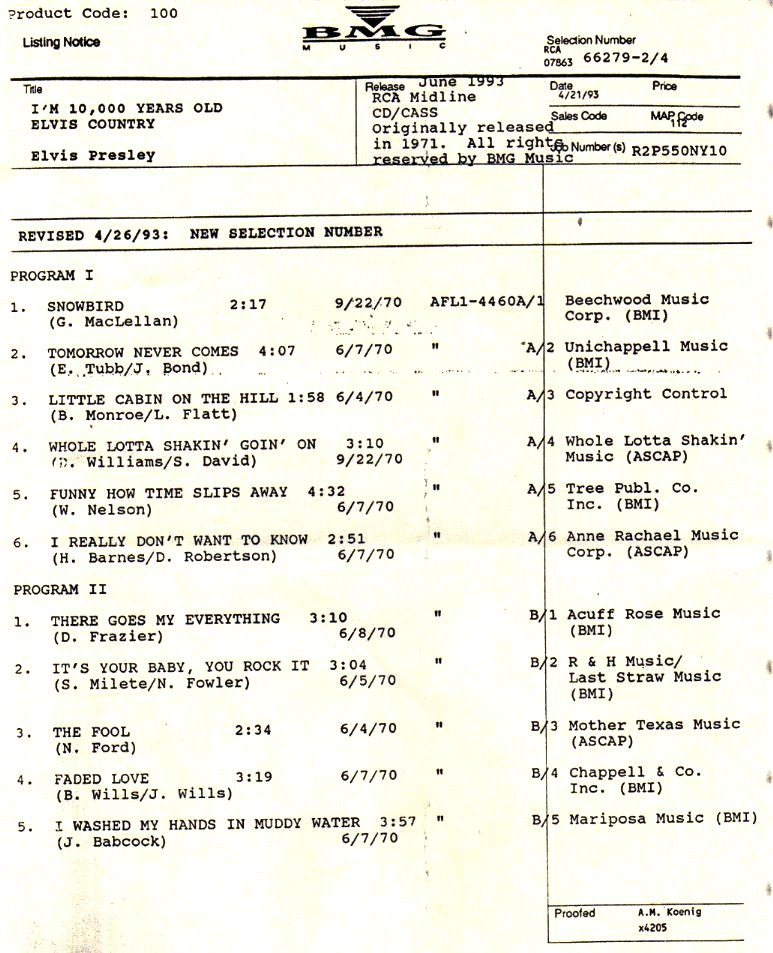 Product Code: 100
BMG
MUSIC
Listing Notice
Selection Number
RCA
07863 66279-2/4
Title
I'M 10,000 YEARS OLD
ELVIS COUNTRY
Elvis Presley
Release June 1993
RCA Midline
CD/CASS
Originally released
in 1971. All rights
reserved by BMG Music
Date
4/21/93
Price
Sales Code
MAP Code
112
Job Number (s) R2P550NY10
REVISED 4/26/93: NEW SELECTION NUMBER
PROGRAM I
1. SNOWBIRD 2:17 9/22/70 AFL1-4460A/1 Beechwood Music
(G. MacLellan) Corp. (BMI)
2. TOMORROW NEVER COMES 4:07 6/7/70 " A/2 Unichappell Music
(E. Tubb/J. Bond) (BMI)
3. LITTLE CABIN ON THE HILL 1:58 6/4/70 " A/3 Copyright Control
(B. Monroe/L. Flatt)
4. WHOLE LOTTA SHAKIN' GOIN' ON 3:10 " A/4 Whole Lotta Shakin'
(D. Williams/S. David) 9/22/70 Music (ASCAP)
5. FUNNY HOW TIME SLIPS AWAY 4:32 " A/5 Tree Publ. Co.
(W. Nelson) 6/7/70 Inc. (BMI)
6. I REALLY DON'T WANT TO KNOW 2:51 " A/6 Anne Rachael Music
(H. Barnes/D. Robertson) 6/7/70 Corp. (ASCAP)
PROGRAM II
1. THERE GOES MY EVERYTHING 3:10 " B/1 Acuff Rose Music
(D. Frazier) 6/8/70 (BMI)
2. IT'S YOUR BABY, YOU ROCK IT 3:04 " B/2 R & H Music/
(S. Milete/N. Fowler) 6/5/70 Last Straw Music
(BMI)
3. THE FOOL 2:34 6/4/70 " B/3 Mother Texas Music
(N. Ford) (ASCAP)
4. FADED LOVE 3:19 6/7/70 " B/4 Chappell & Co.
(B. Wills/J. Wills) Inc. (BMI)
5. I WASHED MY HANDS IN MUDDY WATER 3:57 " B/5 Mariposa Music (BMI)
(J. Babcock) 6/7/70
Proofed A.M. Koenig
x4205